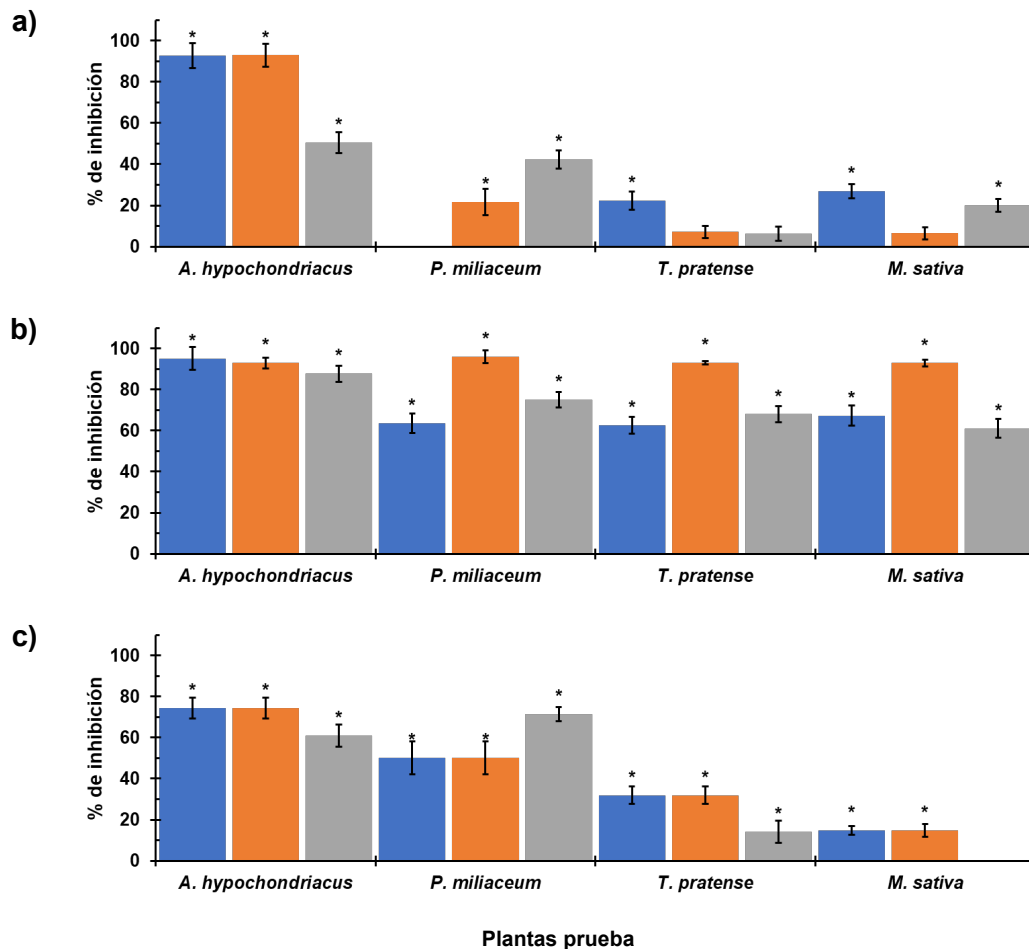 a)
% de inhibición
100
80
60
40
20
0
* * * * * * * *
A. hypochondriacus P. miliaceum T. pratense M. sativa
b)
% de inhibición
100
80
60
40
20
0
* * * * * * * * * * * *
A. hypochondriacus P. miliaceum T. pratense M. sativa
c)
% de inhibición
100
80
60
40
20
0
* * * * * * * * * * *
A. hypochondriacus P. miliaceum T. pratense M. sativa
Plantas prueba